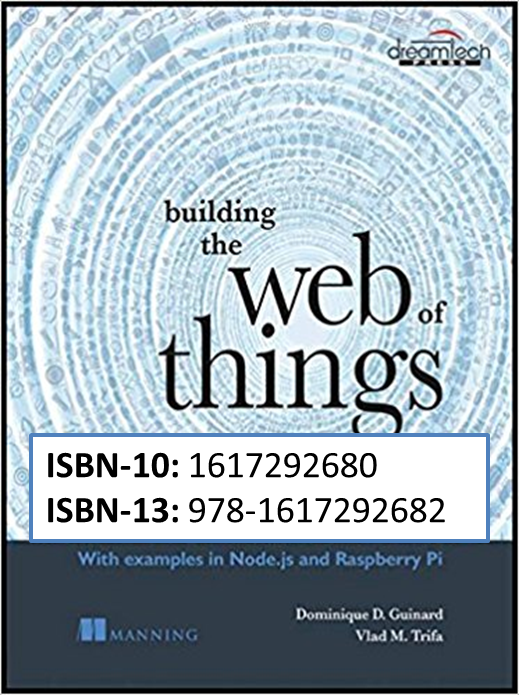 dreamtech
PRESS
building
the
web of
things
ISBN-10: 1617292680
ISBN-13: 978-1617292682
With examples in Node.js and Raspberry Pi
Dominique D. Guinard
Vlad M. Trifa
MANNING